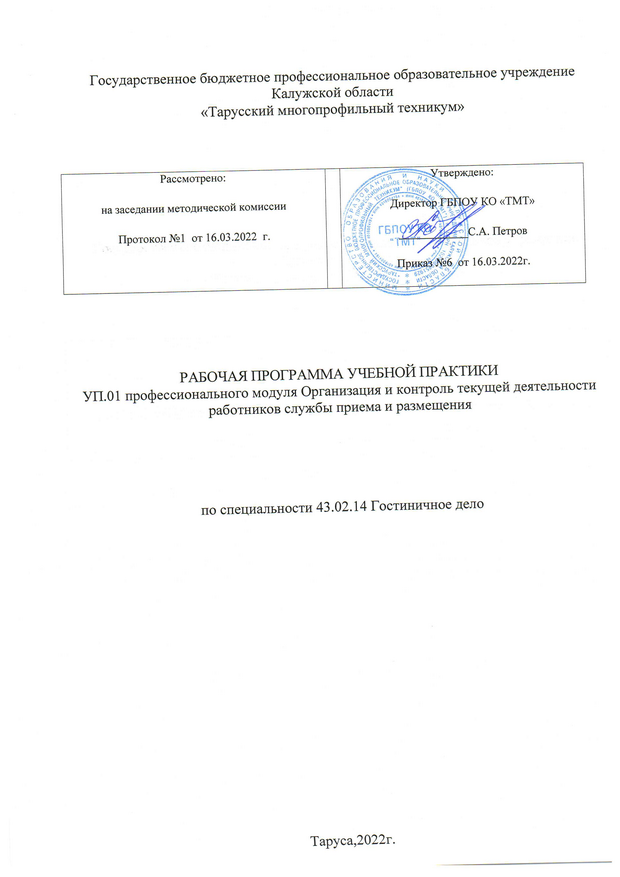 Государственное бюджетное профессиональное образовательное учреждение
Калужской области
«Тарусский многопрофильный техникум»
Рассмотрено:
на заседании методической комиссии
Протокол №1 от 16.03.2022 г.
Утверждено:
Директор ГБПОУ КО «ТМТ»
С.А. Петров
Приказ №6 от 16.03.2022г.
ГБПОУ
"ТМТ"
РАБОЧАЯ ПРОГРАММА УЧЕБНОЙ ПРАКТИКИ
УП.01 профессионального модуля Организация и контроль текущей деятельности
работников службы приема и размещения
по специальности 43.02.14 Гостиничное дело
Таруса,2022г.